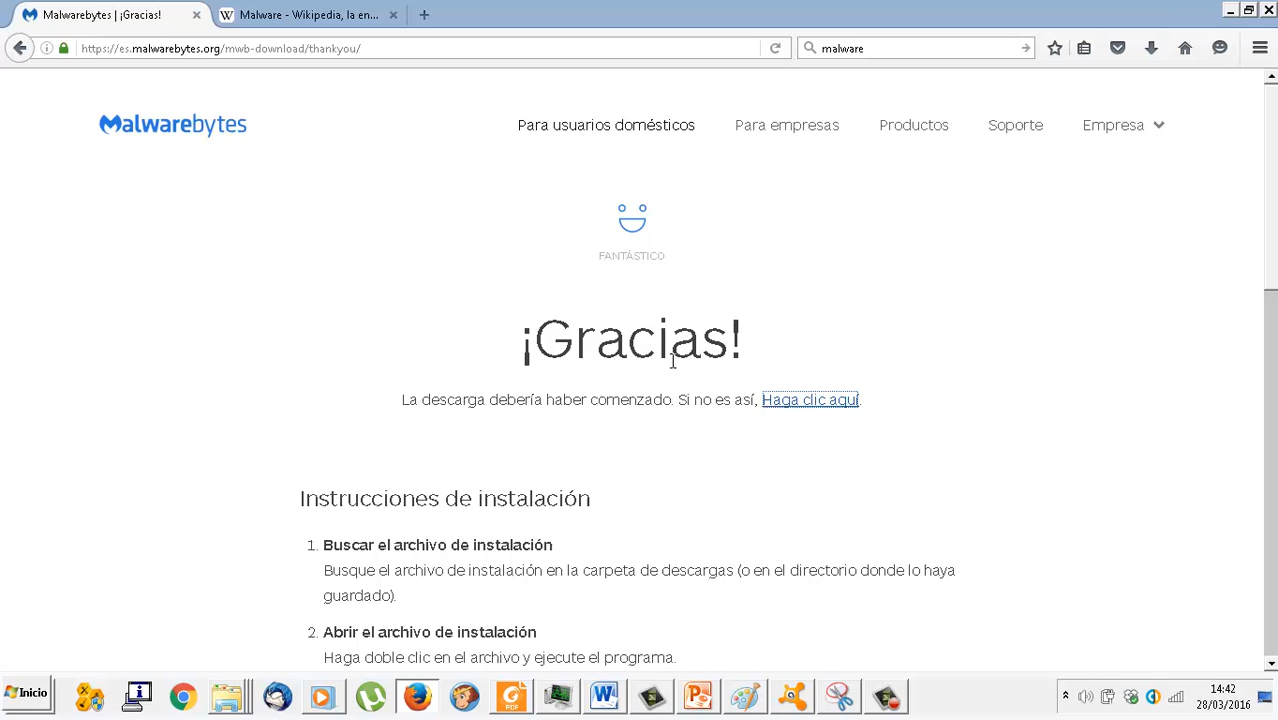 Malwarebytes | ¡Gracias!
Malware - Wikipedia, la en...
https://es.malwarebytes.org/mwb-download/thankyou/
malware
Malwarebytes
Para usuarios domésticos
Para empresas
Productos
Soporte
Empresa
FANTÁSTICO
¡Gracias!
La descarga debería haber comenzado. Si no es así, Haga clic aquí.
Instrucciones de instalación
1. Buscar el archivo de instalación
Busque el archivo de instalación en la carpeta de descargas (o en el directorio donde lo haya
guardado).
2. Abrir el archivo de instalación
Haga doble clic en el archivo y ejecute el programa.
Inicio
PDF
14:42
28/03/2016